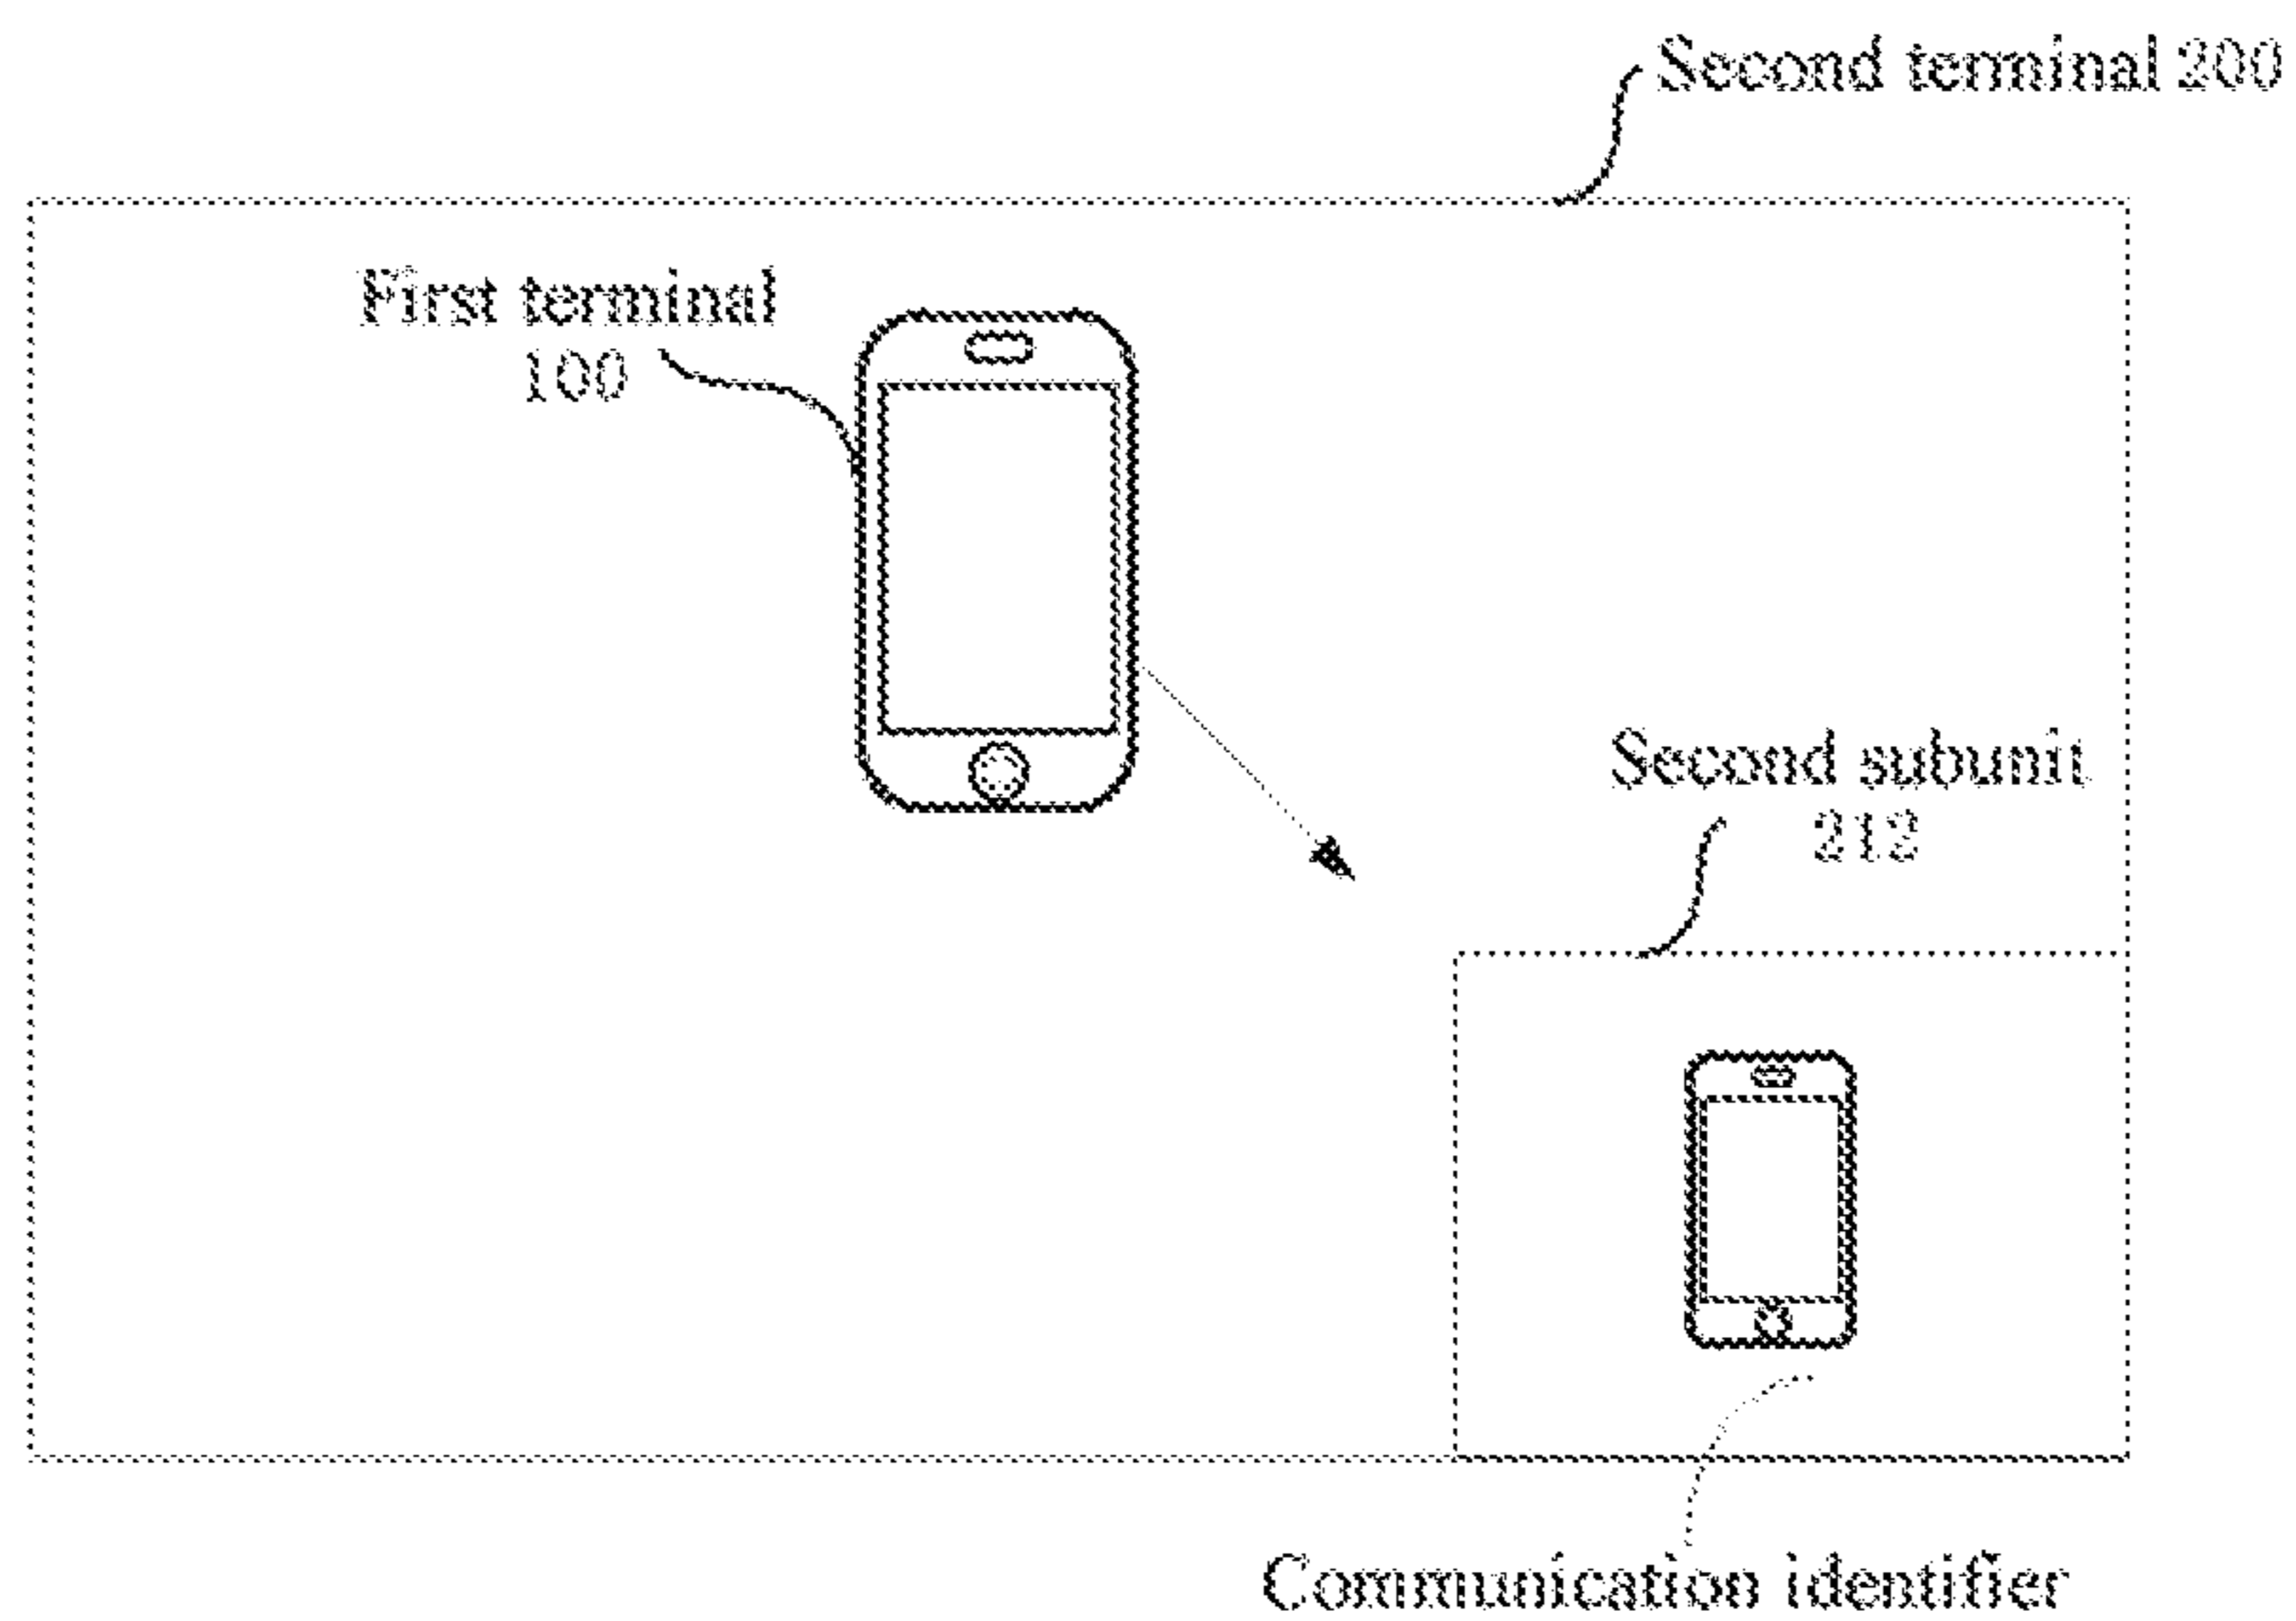 Second terminal 200
First terminal
100
Second subunit
212
Communication identifier